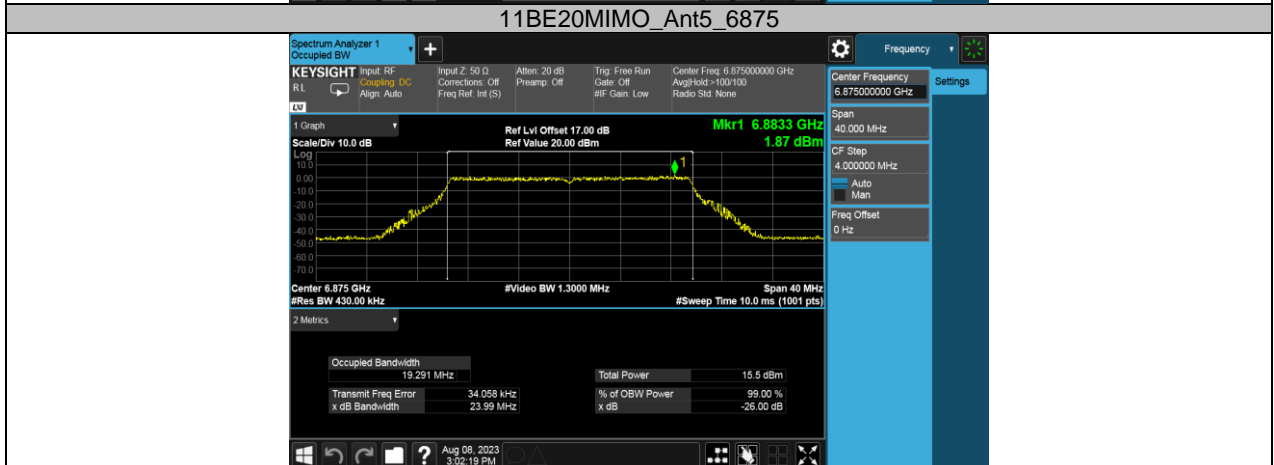 11BE20MIMO_Ant5_6875
Spectrum Analyzer 1
Occupied BW
Frequency
KEYSIGHT
R L
LXI
Input: RF
Coupling: DC
Align: Auto
Input Z: 50 Ω
Corrections: Off
Freq Ref: Int (S)
Atten: 20 dB
Preamp: Off
Trig: Free Run
Gate: Off
#IF Gain: Low
Center Freq: 6.875000000 GHz
Avg|Hold:>100/100
Radio Std: None
Center Frequency
6.875000000 GHz
Settings
Span
40.000 MHz
CF Step
4.000000 MHz
Auto
Man
Freq Offset
0 Hz
1 Graph
Ref Lvl Offset 17.00 dB
Mkr1 6.8833 GHz
Scale/Div 10.0 dB
Ref Value 20.00 dBm
1.87 dBm
Log
10.0
0.00
-10.0
-20.0
-30.0
-40.0
-50.0
-60.0
-70.0
1
Center 6.875 GHz
#Video BW 1.3000 MHz
Span 40 MHz
#Res BW 430.00 kHz
#Sweep Time 10.0 ms (1001 pts)
2 Metrics
Occupied Bandwidth
19.291 MHz
Total Power 15.5 dBm
Transmit Freq Error 34.058 kHz
% of OBW Power 99.00 %
x dB Bandwidth 23.99 MHz
x dB -26.00 dB
?
Aug 08, 2023
3:02:19 PM